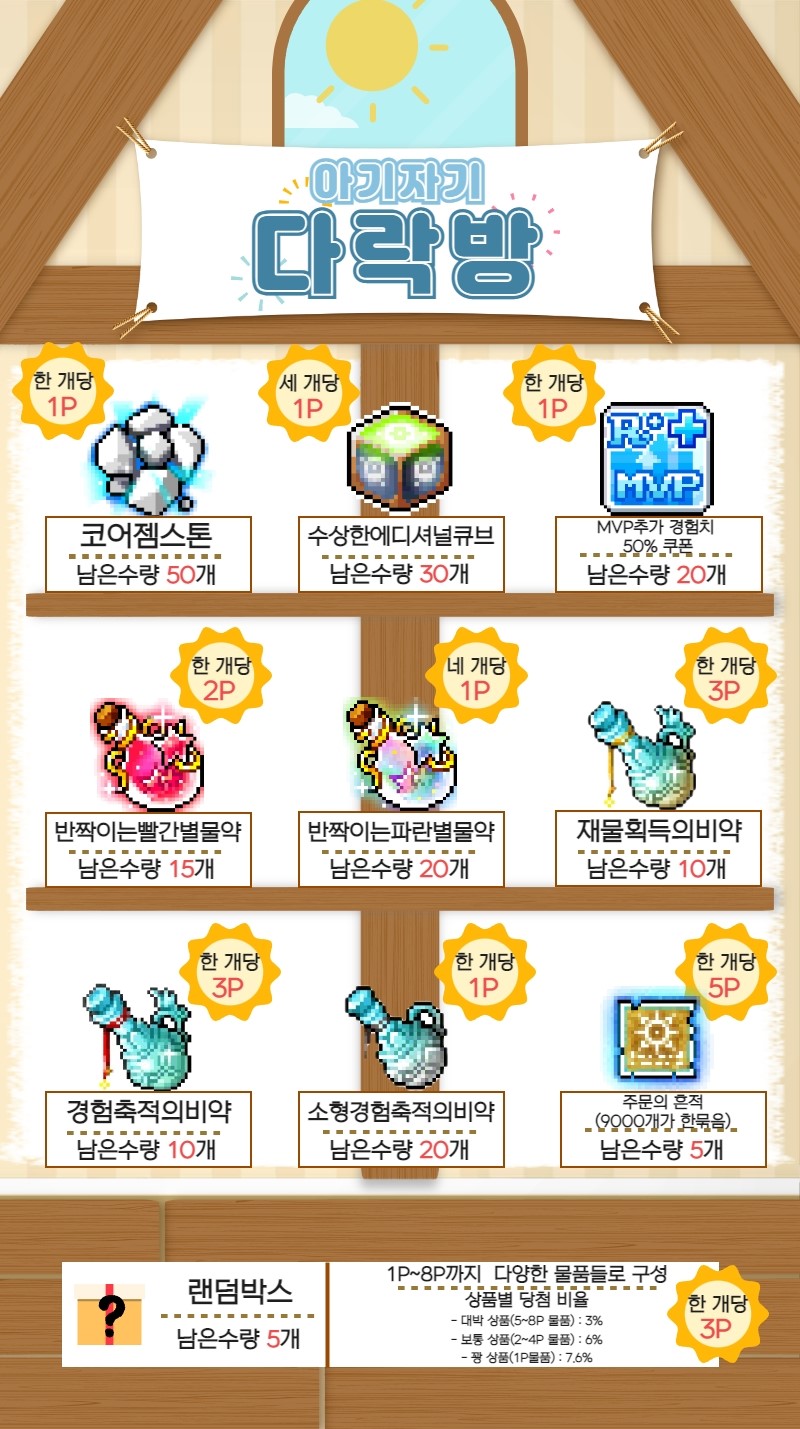 아기자기
다락방
한 개당
1P
세 개당
1P
한 개당
1P
R
MVP
코어젬스톤
남은수량 50개
수상한에디셔널큐브
남은수량 30개
MVP추가 경험치
50% 쿠폰
남은수량 20개
한 개당
2P
네 개당
1P
한 개당
3P
반짝이는빨간별물약
남은수량 15개
반짝이는파란별물약
남은수량 20개
재물획득의비약
남은수량 10개
한 개당
3P
한 개당
1P
한 개당
5P
경험축적의비약
남은수량 10개
소형경험축적의비약
남은수량 20개
주문의 흔적
(9000개가 한묶음)
남은수량 5개
?
랜덤박스
남은수량 5개
1P~8P까지 다양한 물품들로 구성
상품별 당첨 비율
- 대박 상품(5~8P 물품) : 3%
- 보통 상품(2~4P 물품) : 6%
- 꽝 상품(1P물품) : 7.6%
한 개당
3P